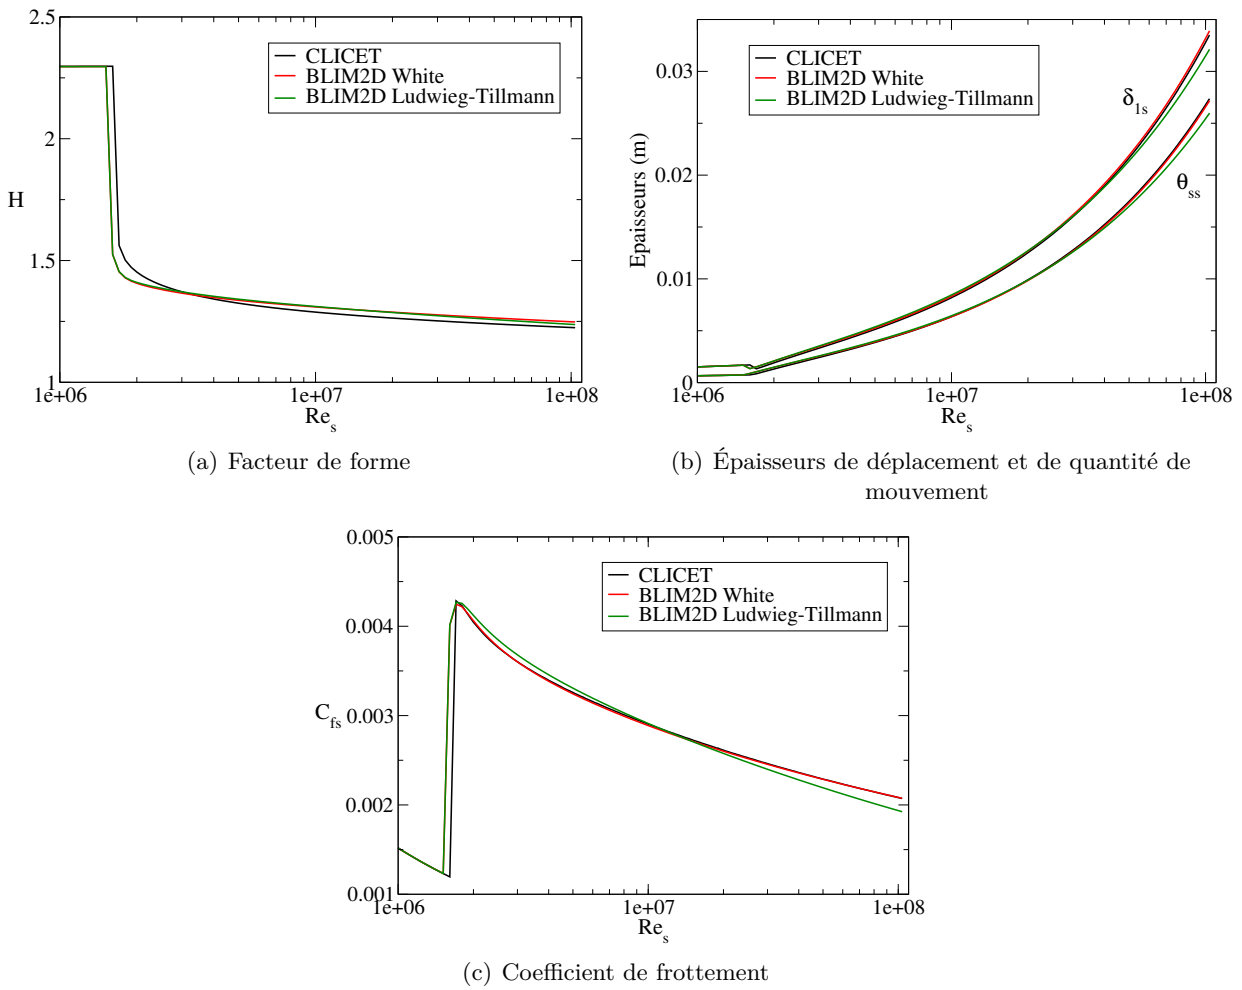 2.5
2
H
1.5
1
1e+06
1e+07
1e+08
Re_s
CLICET
BLIM2D White
BLIM2D Ludwieg-Tillmann
(a) Facteur de forme
0.03
0.02
Epaisseurs (m)
0.01
0
1e+06
1e+07
1e+08
Re_s
CLICET
BLIM2D White
BLIM2D Ludwieg-Tillmann
δ_1s
θ_ss
(b) Épaisseurs de déplacement et de quantité de
mouvement
0.005
0.004
C_fs
0.003
0.002
0.001
1e+06
1e+07
1e+08
Re_s
CLICET
BLIM2D White
BLIM2D Ludwieg-Tillmann
(c) Coefficient de frottement